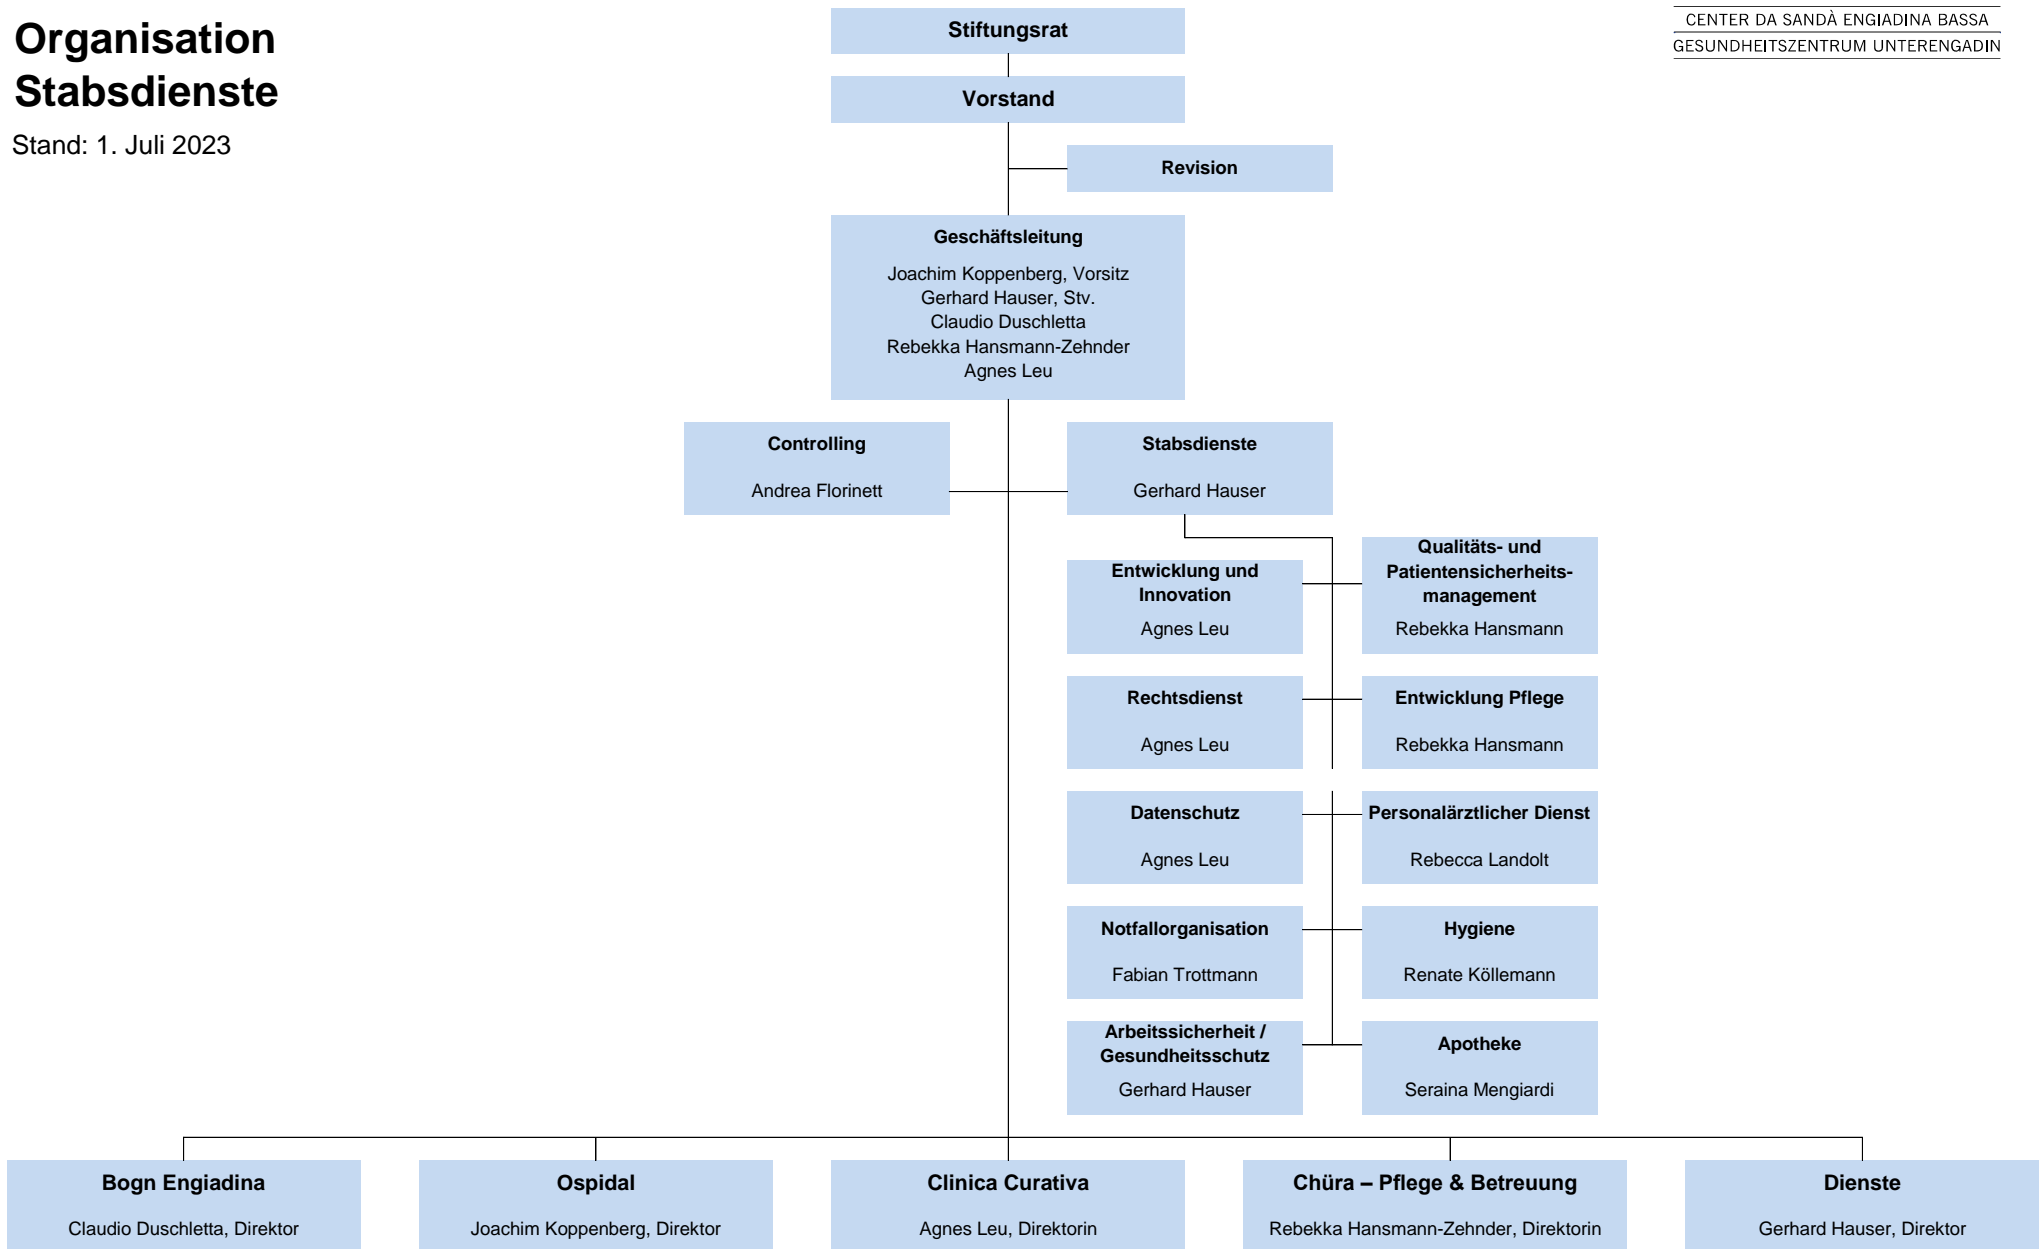 Organisation
Stabsdienste
Stand: 1. Juli 2023
CENTER DA SANDÀ ENGIADINA BASSA
GESUNDHEITSZENTRUM UNTERENGADIN
Stiftungsrat
Vorstand
Revision
Geschäftsleitung
Joachim Koppenberg, Vorsitz
Gerhard Hauser, Stv.
Claudio Duschletta
Rebekka Hansmann-Zehnder
Agnes Leu
Controlling
Andrea Florinett
Stabsdienste
Gerhard Hauser
Entwicklung und
Innovation
Agnes Leu
Qualitäts- und
Patientensicherheits-
management
Rebekka Hansmann
Rechtsdienst
Agnes Leu
Entwicklung Pflege
Rebekka Hansmann
Datenschutz
Agnes Leu
Personalärztlicher Dienst
Rebecca Landolt
Notfallorganisation
Fabian Trottmann
Hygiene
Renate Köllemann
Arbeitssicherheit /
Gesundheitsschutz
Gerhard Hauser
Apotheke
Seraina Mengiardi
Bogn Engiadina
Claudio Duschletta, Direktor
Ospidal
Joachim Koppenberg, Direktor
Clinica Curativa
Agnes Leu, Direktorin
Chüra – Pflege & Betreuung
Rebekka Hansmann-Zehnder, Direktorin
Dienste
Gerhard Hauser, Direktor